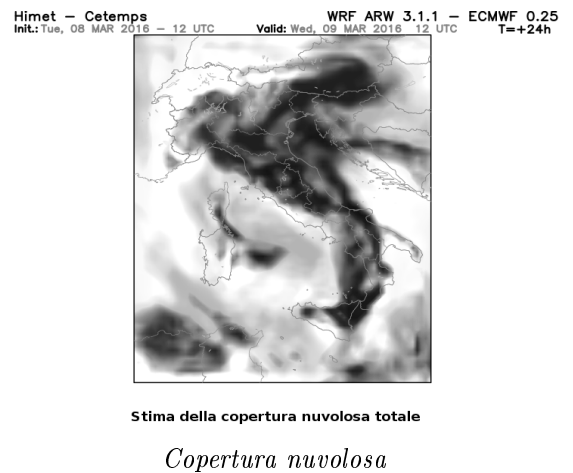 Himet – Cetemps WRF ARW 3.1.1 – ECMWF 0.25
Init.: Tue, 08 MAR 2016 – 12 UTC Valid: Wed, 09 MAR 2016 12 UTC T=+24h
Stima della copertura nuvolosa totale
Copertura nuvolosa